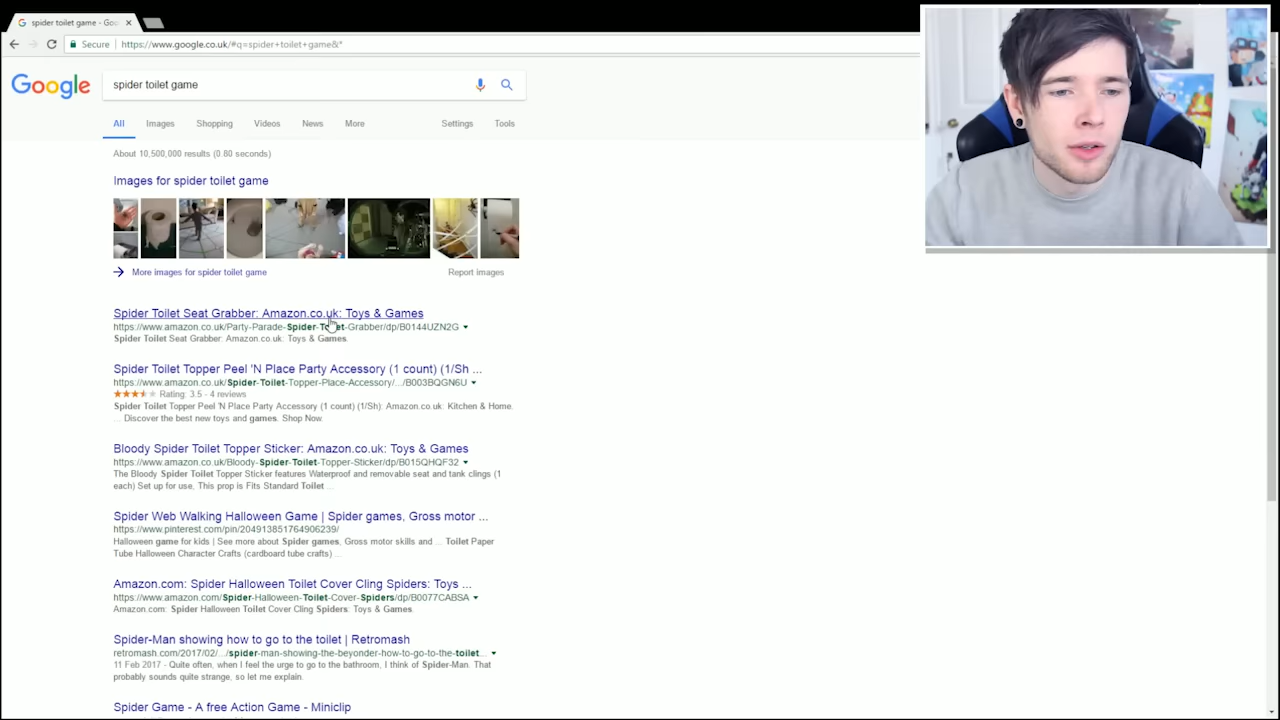 spider toilet game - Goo
Secure https://www.google.co.uk/#q=spider+toilet+game&*
Google spider toilet game
All Images Shopping Videos News More Settings Tools
About 10,500,000 results (0.80 seconds)
Images for spider toilet game
More images for spider toilet game Report images
Spider Toilet Seat Grabber: Amazon.co.uk: Toys & Games
https://www.amazon.co.uk/Party-Parade-Spider-Toilet-Grabber/dp/B0144UZN2G
Spider Toilet Seat Grabber: Amazon.co.uk: Toys & Games.
Spider Toilet Topper Peel 'N Place Party Accessory (1 count) (1/Sh ...
https://www.amazon.co.uk/Spider-Toilet-Topper-Place-Accessory/.../B003BQGN6U
Rating: 3.5 - 4 reviews
Spider Toilet Topper Peel 'N Place Party Accessory (1 count) (1/Sh): Amazon.co.uk: Kitchen & Home.
... Discover the best new toys and games. Shop Now.
Bloody Spider Toilet Topper Sticker: Amazon.co.uk: Toys & Games
https://www.amazon.co.uk/Bloody-Spider-Toilet-Topper-Sticker/dp/B015QHQF32
The Bloody Spider Toilet Topper Sticker features Waterproof and removable seat and tank clings (1
each) Set up for use, This prop is Fits Standard Toilet ...
Spider Web Walking Halloween Game | Spider games, Gross motor ...
https://www.pinterest.com/pin/204913851764906239/
Halloween game for kids | See more about Spider games, Gross motor skills and ... Toilet Paper
Tube Halloween Character Crafts (cardboard tube crafts) ...
Amazon.com: Spider Halloween Toilet Cover Cling Spiders: Toys ...
https://www.amazon.com/Spider-Halloween-Toilet-Cover-Spiders/dp/B0077CABSA
Amazon.com: Spider Halloween Toilet Cover Cling Spiders: Toys & Games
Spider-Man showing how to go to the toilet | Retromash
retromash.com/2017/02/.../spider-man-showing-the-beyonder-how-to-go-to-the-toilet...
11 Feb 2017 - Quite often, when I feel the urge to go to the bathroom, I think of Spider-Man. That
probably sounds quite strange, so let me explain.
Spider Game - A free Action Game - Miniclip